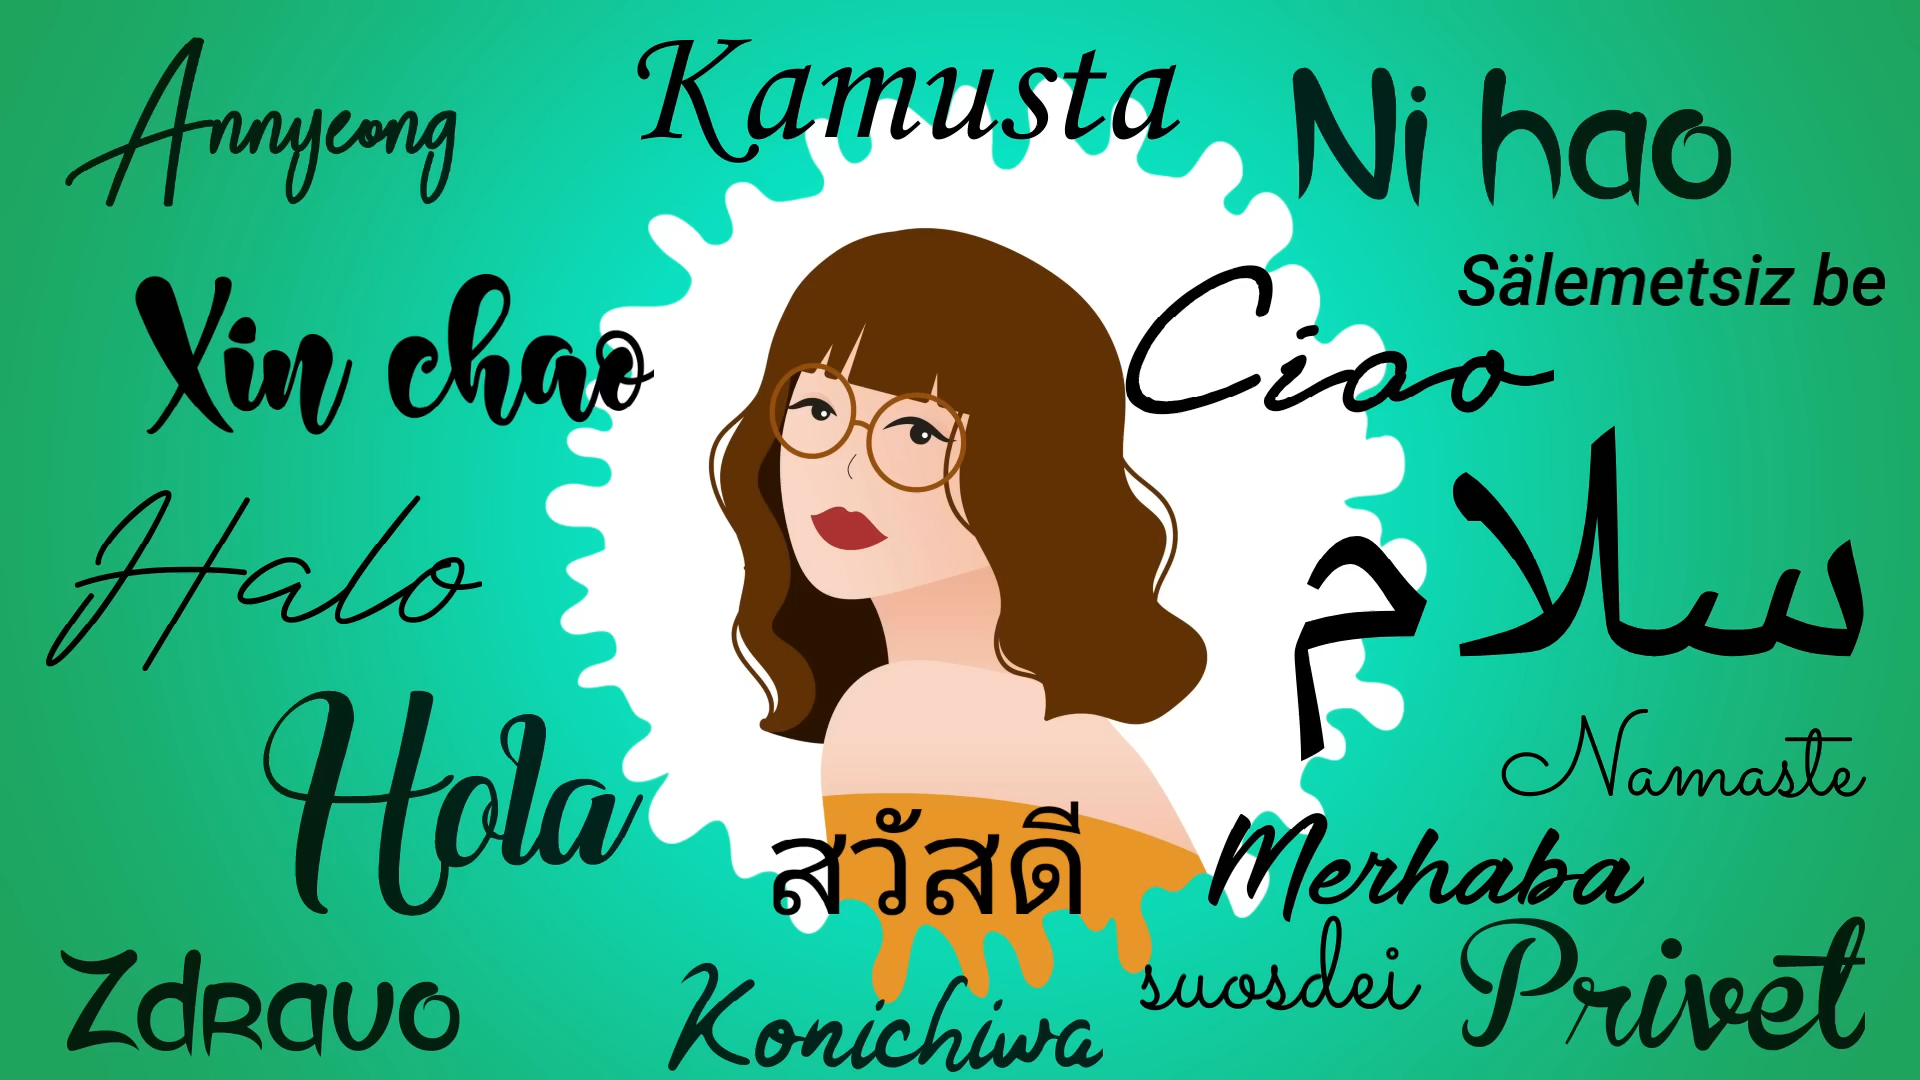 Annyeong
Kamusta
Ni hao
Sälemetsiz be
Xin chao
Ciao
Halo
سلام
Hola
Namaste
สวัสดี
Merhaba
Zdravo
Konichiwa
suosdei
Privet